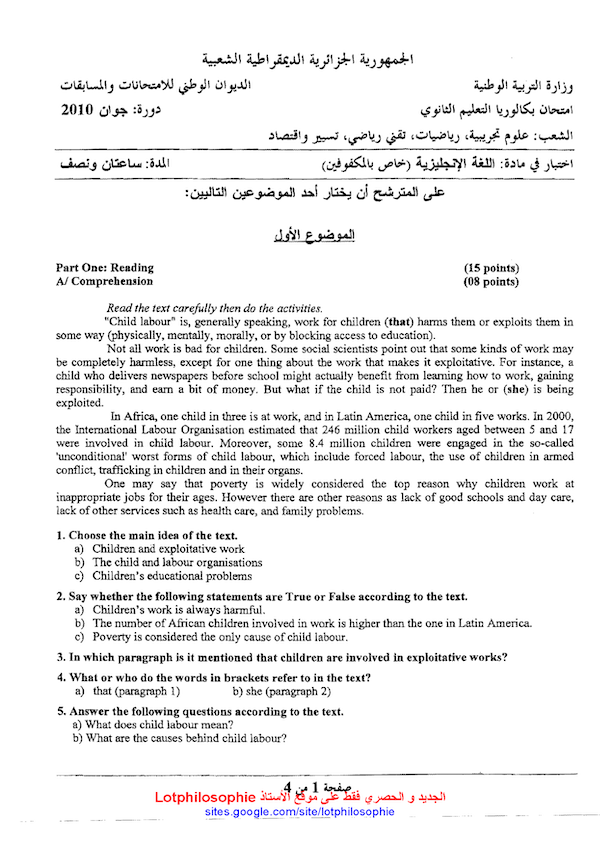 الجمهورية الجزائرية الديمقراطية الشعبية
وزارة التربية الوطنية الديوان الوطني للامتحانات والمسابقات
امتحان بكالوريا التعليم الثانوي دورة: جوان 2010
الشعب: علوم تجريبية، رياضيات، تقني رياضي، تسيير واقتصاد
اختبار في مادة: اللغة الإنجليزية (خاص بالمكفوفين) المدة: ساعتان ونصف
على المترشح أن يختار أحد الموضوعين التاليين:
الموضوع الأول
Part One: Reading (15 points)
A/ Comprehension (08 points)
Read the text carefully then do the activities.
"Child labour" is, generally speaking, work for children (that) harms them or exploits them in
some way (physically, mentally, morally, or by blocking access to education).
Not all work is bad for children. Some social scientists point out that some kinds of work may
be completely harmless, except for one thing about the work that makes it exploitative. For instance, a
child who delivers newspapers before school might actually benefit from learning how to work, gaining
responsibility, and earn a bit of money. But what if the child is not paid? Then he or (she) is being
exploited.
In Africa, one child in three is at work, and in Latin America, one child in five works. In 2000,
the International Labour Organisation estimated that 246 million child workers aged between 5 and 17
were involved in child labour. Moreover, some 8.4 million children were engaged in the so-called
'unconditional' worst forms of child labour, which include forced labour, the use of children in armed
conflict, trafficking in children and in their organs.
One may say that poverty is widely considered the top reason why children work at
inappropriate jobs for their ages. However there are other reasons as lack of good schools and day care,
lack of other services such as health care, and family problems.
1. Choose the main idea of the text.
a) Children and exploitative work
b) The child and labour organisations
c) Children's educational problems
2. Say whether the following statements are True or False according to the text.
a) Children's work is always harmful.
b) The number of African children involved in work is higher than the one in Latin America.
c) Poverty is considered the only cause of child labour.
3. In which paragraph is it mentioned that children are involved in exploitative works?
4. What or who do the words in brackets refer to in the text?
a) that (paragraph 1) b) she (paragraph 2)
5. Answer the following questions according to the text.
a) What does child labour mean?
b) What are the causes behind child labour?
صفحة 1 من 4
الجديد و الحصري فقط على موقع الأستاذ Lotphilosophie
sites.google.com/site/lotphilosophie